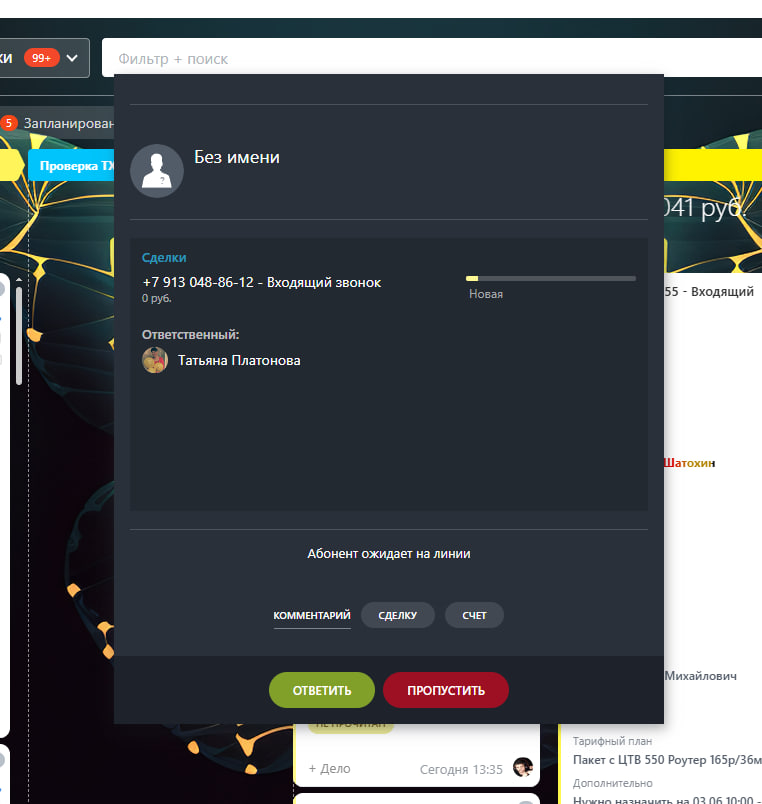 КИ 99+
Фильтр + поиск
5 Запланирован
Проверка ТХ
Без имени
041 руб.
Сделки
+7 913 048-86-12 - Входящий звонок
0 руб.
Новая
55 - Входящий
Ответственный:
Татьяна Платонова
Шатохин
Абонент ожидает на линии
КОММЕНТАРИЙ СДЕЛКУ СЧЕТ
Михайлович
ОТВЕТИТЬ ПРОПУСТИТЬ
НЕ ПРОЧИТАН
+ Дело Сегодня 13:35
Тарифный план
Пакет с ЦТВ 550 Роутер 165р/36м
Дополнительно
Нужно назначить на 03.06 10:00 -